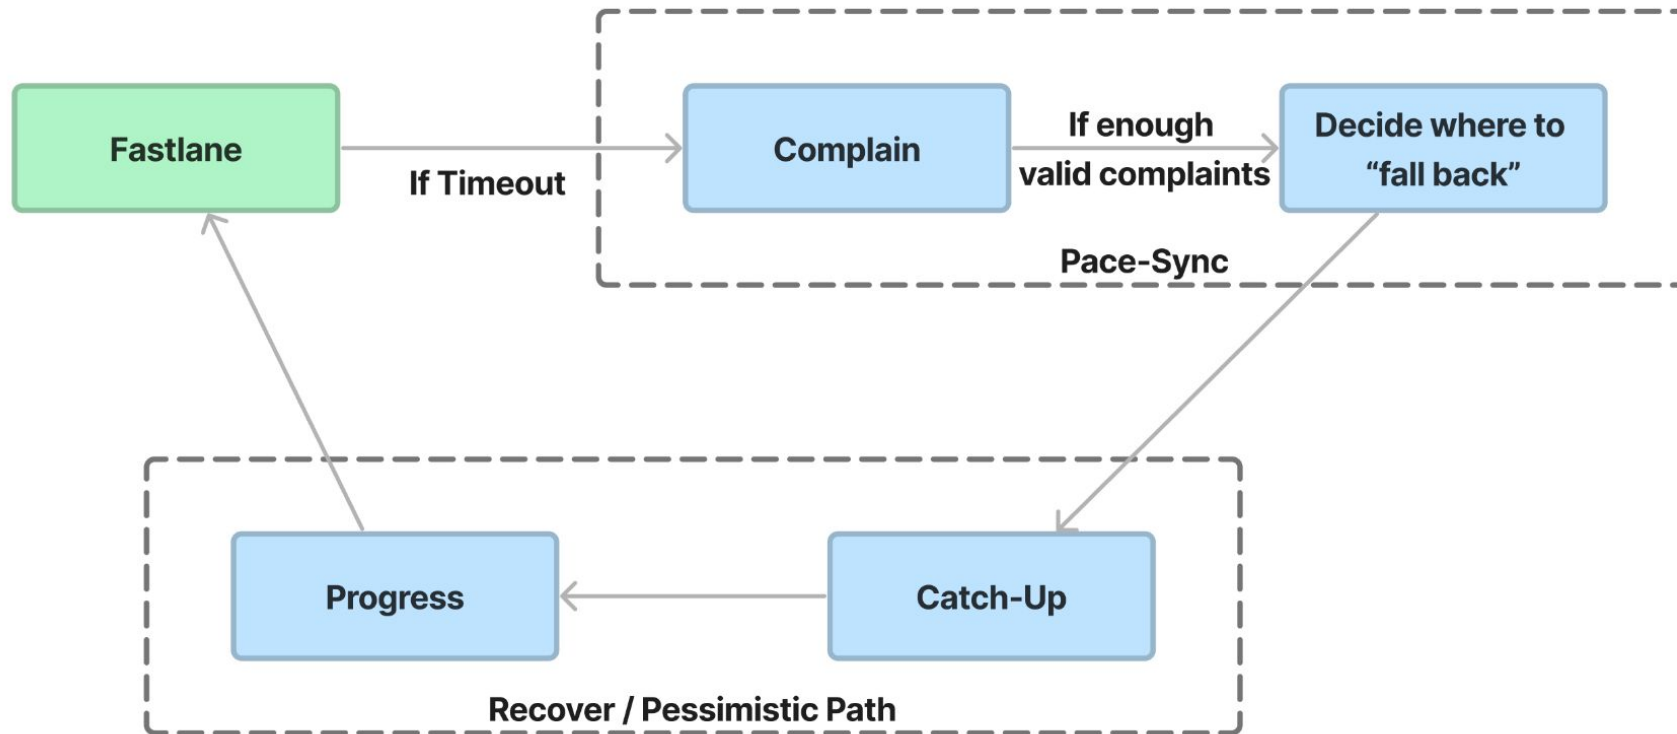 Fastlane
If Timeout
Complain
If enough
valid complaints
Decide where to
“fall back”
Pace-Sync
Progress
Catch-Up
Recover / Pessimistic Path